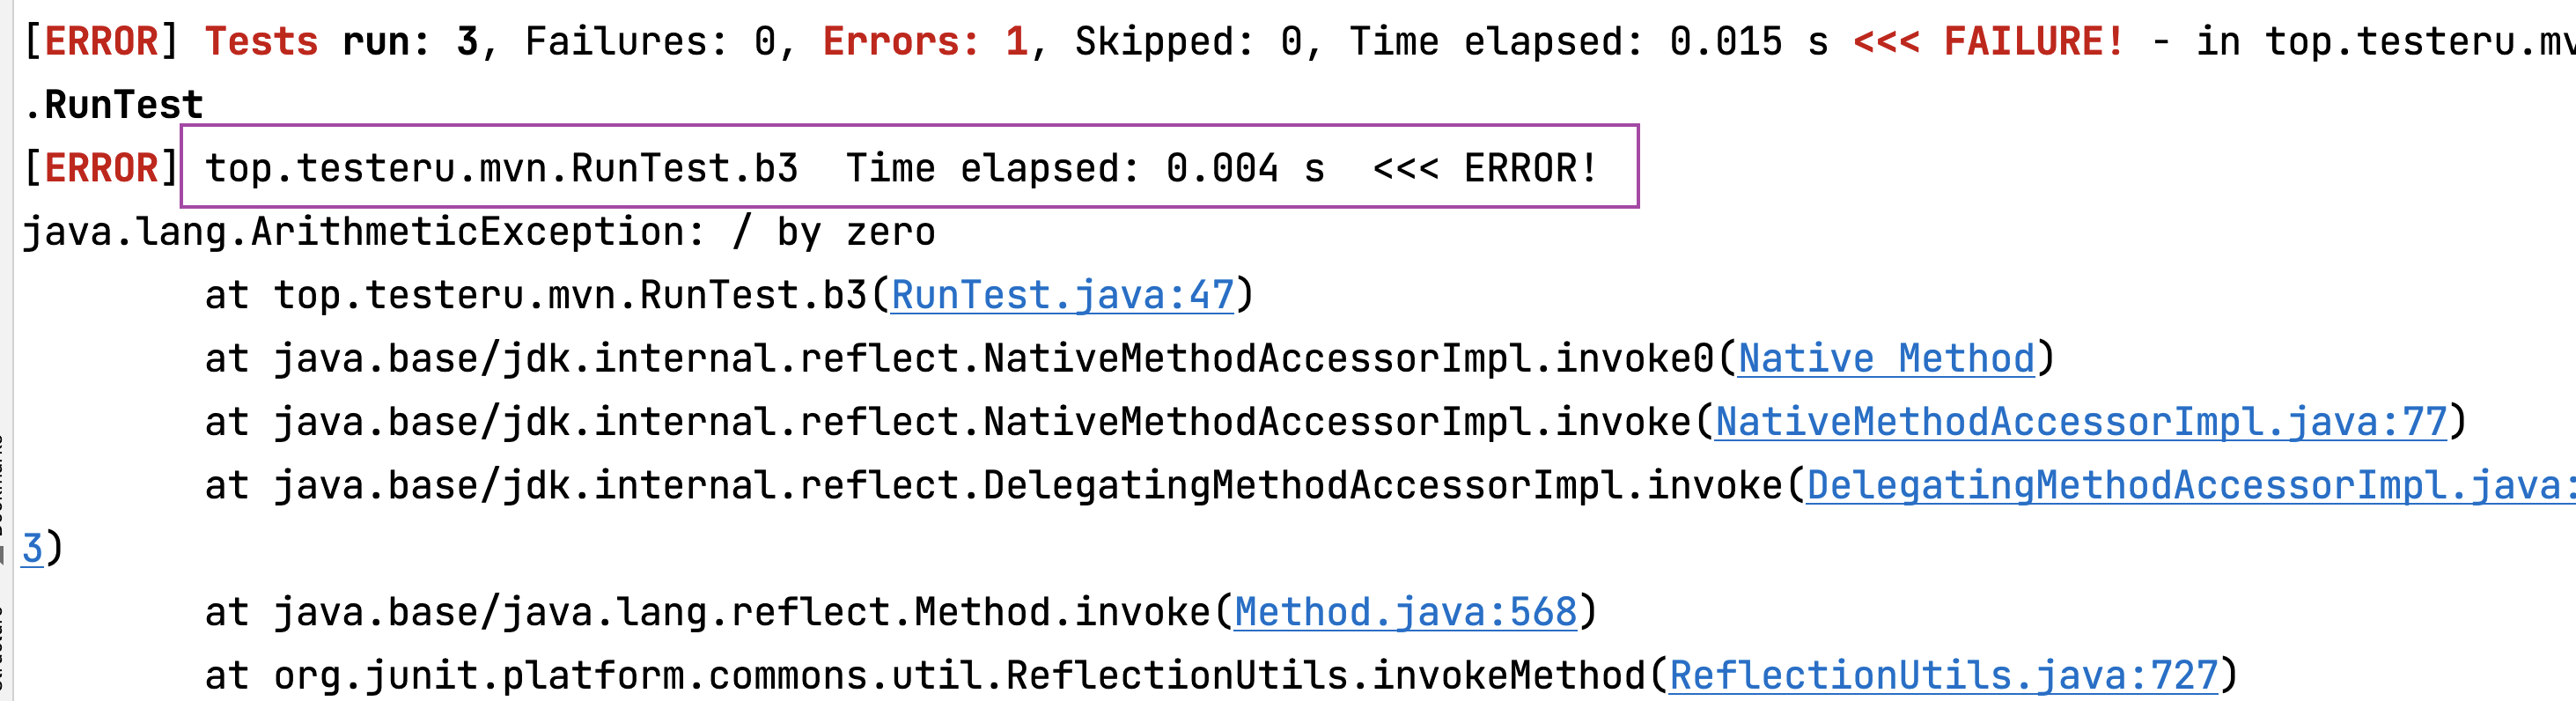 [ERROR] Tests run: 3, Failures: 0, Errors: 1, Skipped: 0, Time elapsed: 0.015 s <<< FAILURE! - in top.testeru.mv
.RunTest
[ERROR] top.testeru.mvn.RunTest.b3  Time elapsed: 0.004 s  <<< ERROR!
java.lang.ArithmeticException: / by zero
at top.testeru.mvn.RunTest.b3(RunTest.java:47)
at java.base/jdk.internal.reflect.NativeMethodAccessorImpl.invoke0(Native Method)
at java.base/jdk.internal.reflect.NativeMethodAccessorImpl.invoke(NativeMethodAccessorImpl.java:77)
at java.base/jdk.internal.reflect.DelegatingMethodAccessorImpl.invoke(DelegatingMethodAccessorImpl.java:
3)
at java.base/java.lang.reflect.Method.invoke(Method.java:568)
at org.junit.platform.commons.util.ReflectionUtils.invokeMethod(ReflectionUtils.java:727)